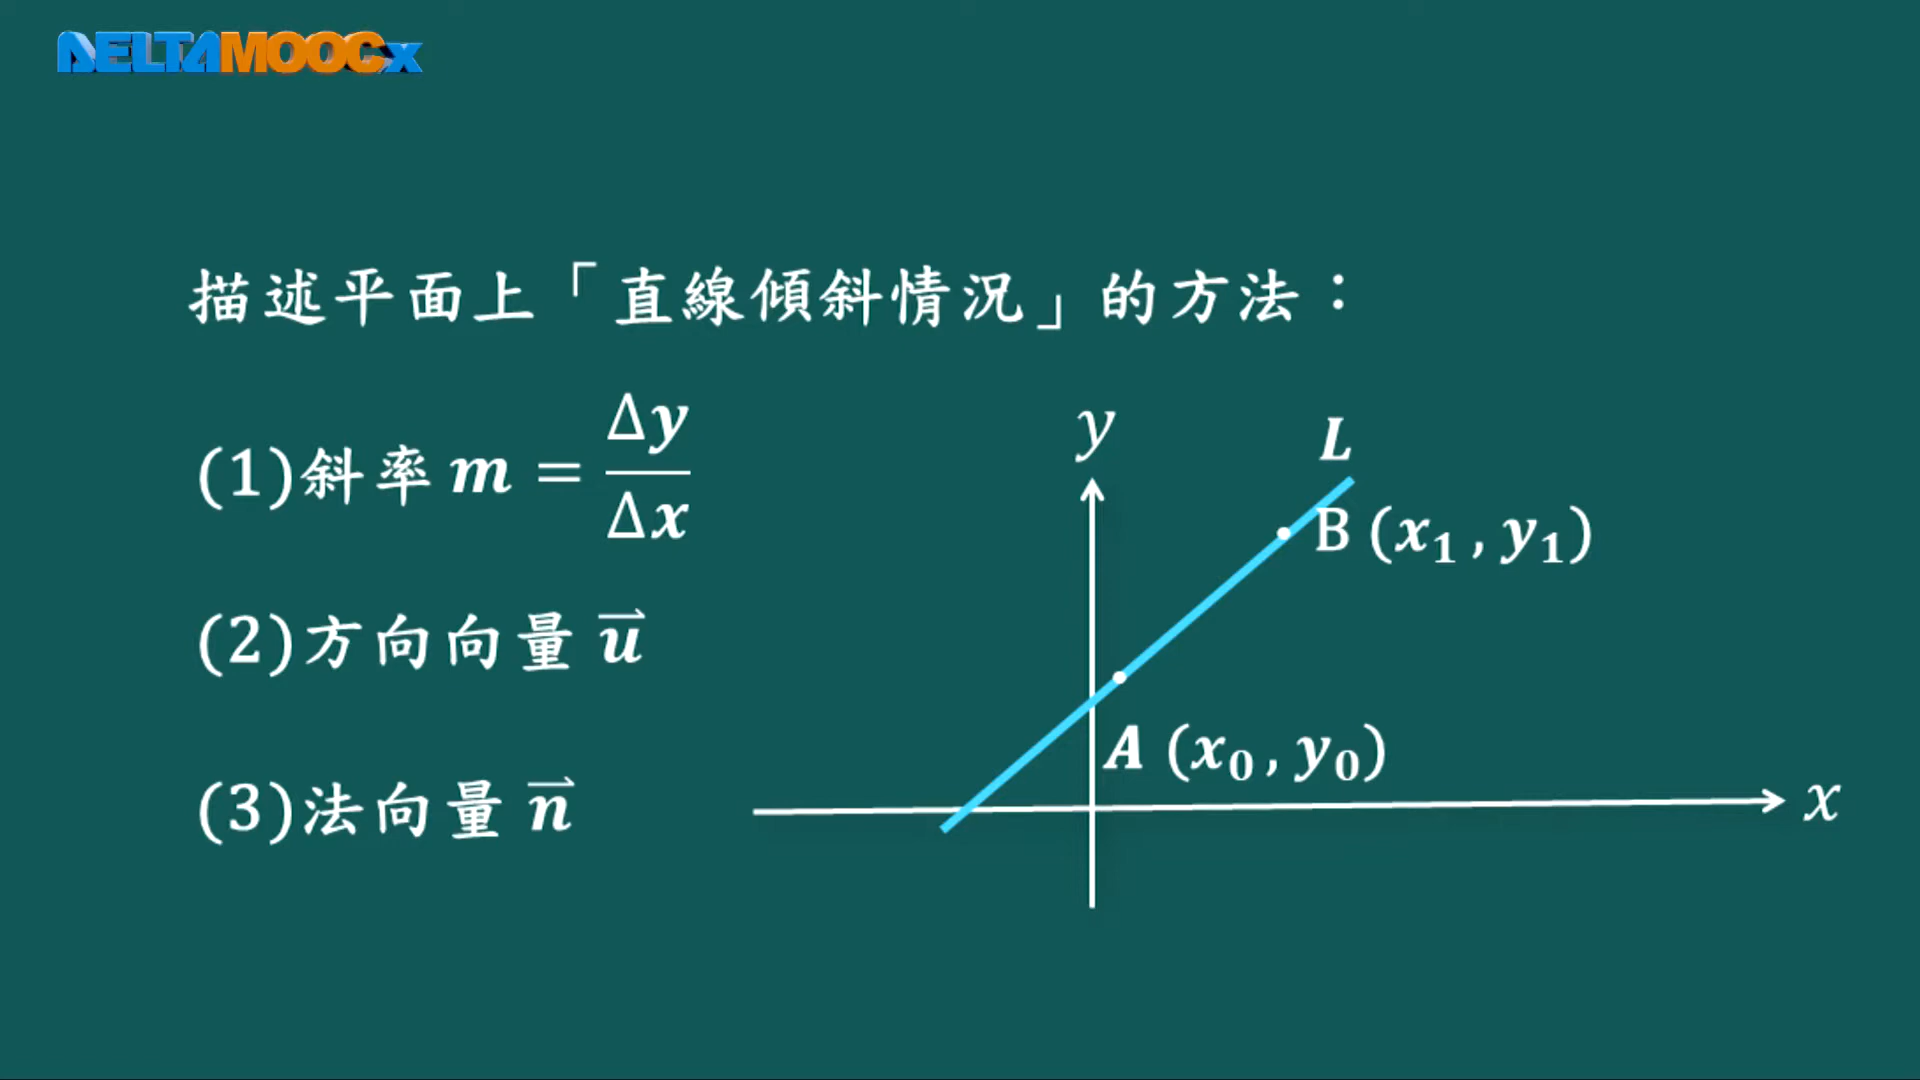 DELTAMOOCx
描述平面上「直線傾斜情況」的方法：
(1)斜率 m = Δy/Δx
(2)方向向量 u⃗
(3)法向量 n⃗
y
L
B (x₁ , y₁)
A (x₀ , y₀)
x